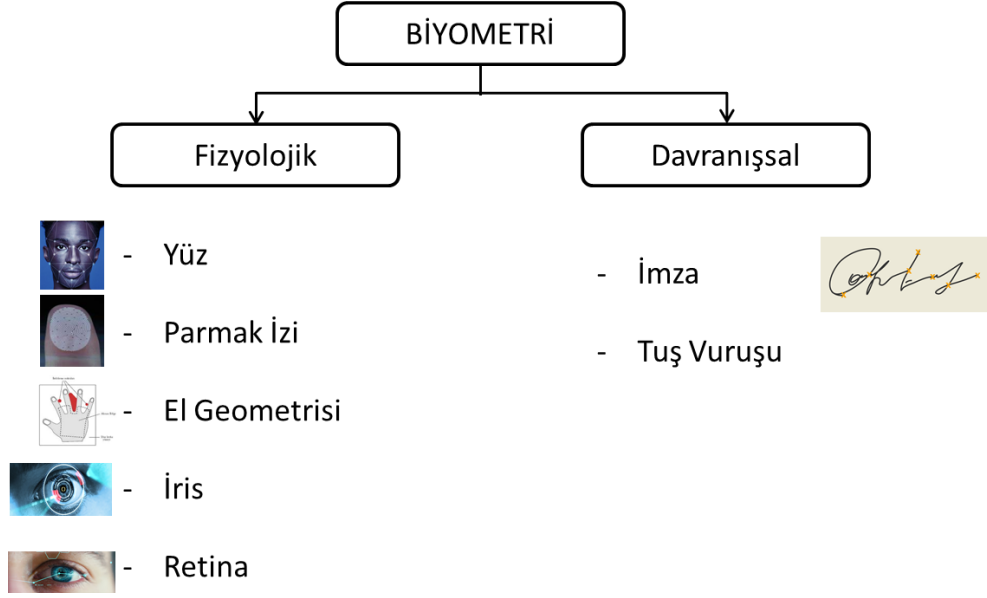 BİYOMETRİ
Fizyolojik
Davranışsal
- Yüz
- Parmak İzi
- El Geometrisi
- İris
- Retina
- İmza
- Tuş Vuruşu